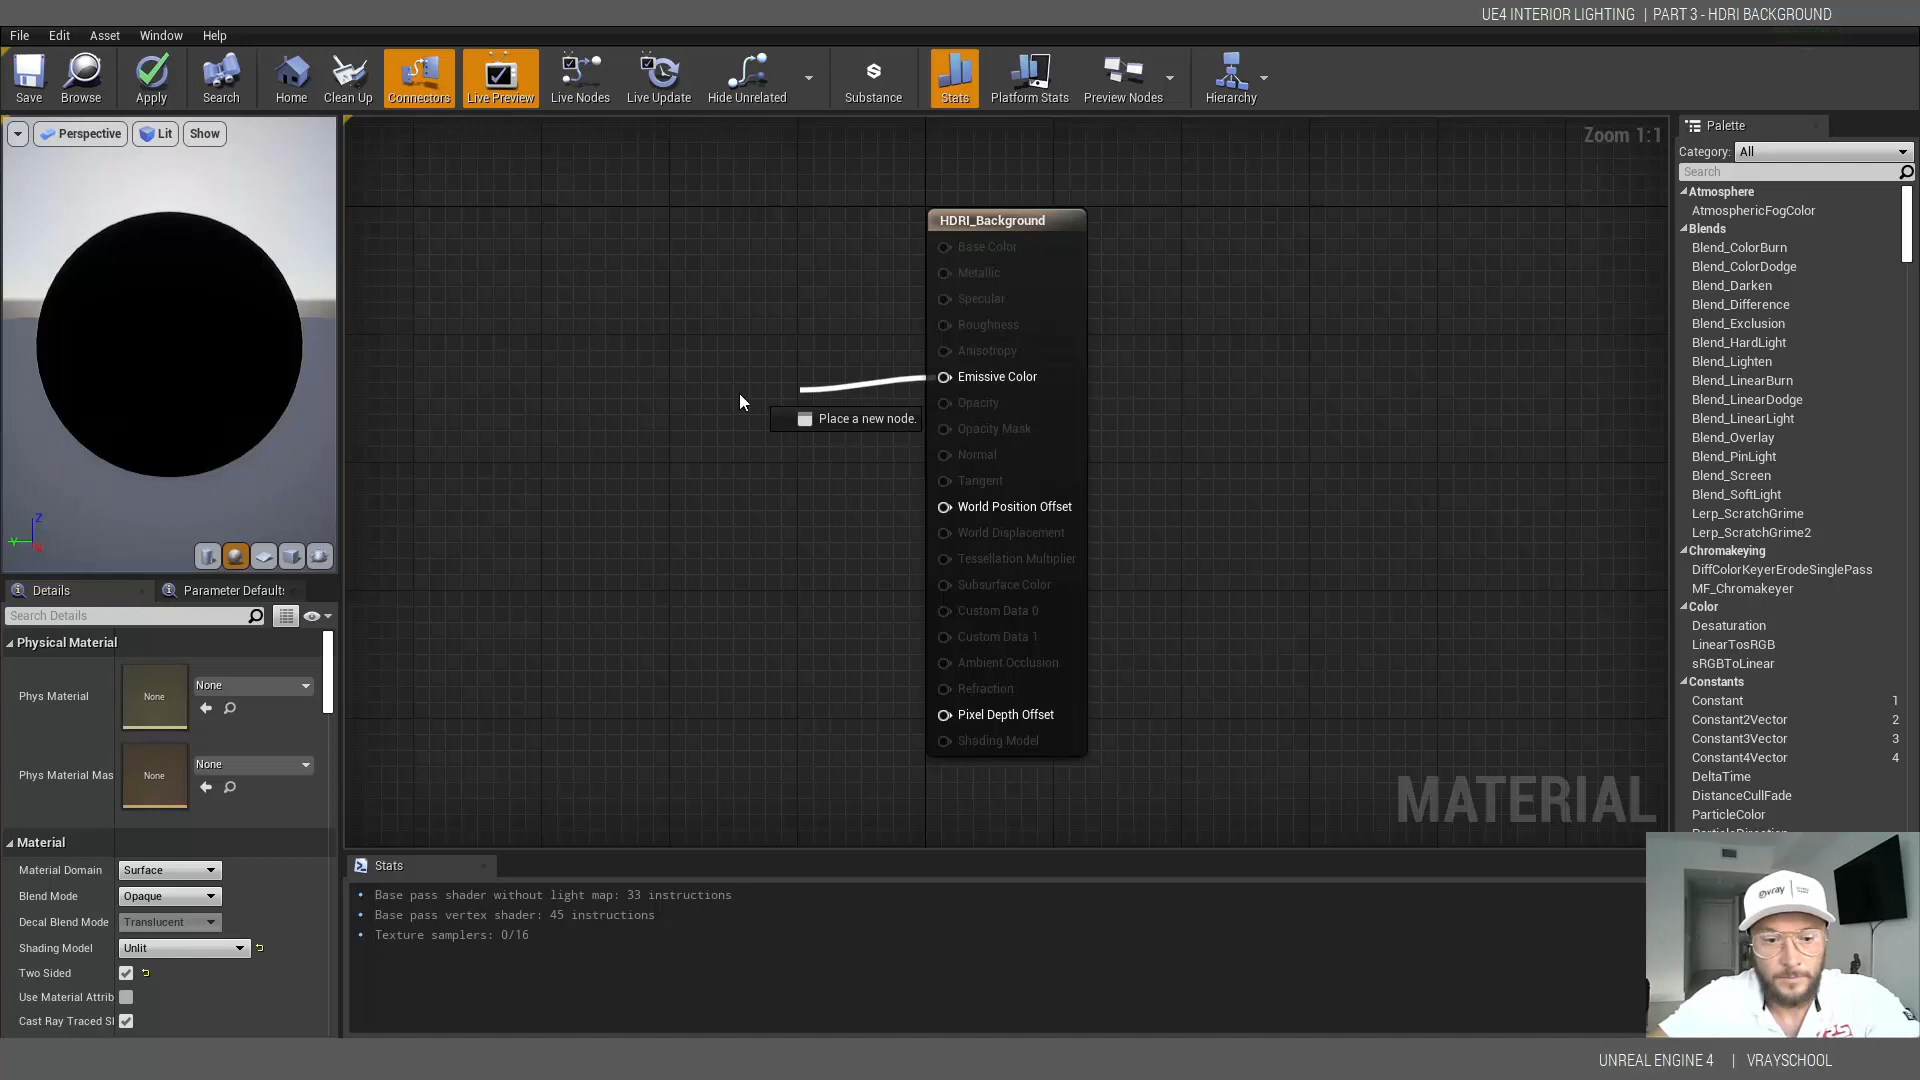 UE4 INTERIOR LIGHTING | PART 3 - HDRI BACKGROUND
File Edit Asset Window Help
Save Browse Apply Search Home Clean Up Connectors Live Preview Live Nodes Live Update Hide Unrelated Substance Stats Platform Stats Preview Nodes Hierarchy
Perspective Lit Show
Zoom 1:1
Z
Y
X
HDRI_Background
Base Color
Metallic
Specular
Roughness
Anisotropy
Emissive Color
Opacity
Opacity Mask
Normal
Tangent
World Position Offset
World Displacement
Tessellation Multiplier
Subsurface Color
Custom Data 0
Custom Data 1
Ambient Occlusion
Refraction
Pixel Depth Offset
Shading Model
Place a new node.
MATERIAL
Palette
Category: All
Search
Atmosphere
AtmosphericFogColor
Blends
Blend_ColorBurn
Blend_ColorDodge
Blend_Darken
Blend_Difference
Blend_Exclusion
Blend_HardLight
Blend_Lighten
Blend_LinearBurn
Blend_LinearDodge
Blend_LinearLight
Blend_Overlay
Blend_PinLight
Blend_Screen
Blend_SoftLight
Lerp_ScratchGrime
Lerp_ScratchGrime2
Chromakeying
DiffColorKeyerErodeSinglePass
MF_Chromakeyer
Color
Desaturation
LinearTosRGB
sRGBToLinear
Constants
Constant 1
Constant2Vector 2
Constant3Vector 3
Constant4Vector 4
DeltaTime
DistanceCullFade
ParticleColor
Details Parameter Default
Search Details
Physical Material
Phys Material None None
Phys Material Mas None None
Material
Material Domain Surface
Blend Mode Opaque
Decal Blend Mode Translucent
Shading Model Unlit
Two Sided
Use Material Attrib
Cast Ray Traced S
Stats
Base pass shader without light map: 33 instructions
Base pass vertex shader: 45 instructions
Texture samplers: 0/16
vray
UNREAL ENGINE 4 | VRAYSCHOOL